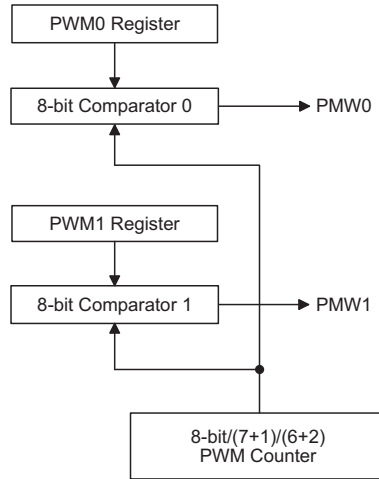 PWM0 Register
8-bit Comparator 0
PMW0
PWM1 Register
8-bit Comparator 1
PMW1
8-bit/(7+1)/(6+2)
PWM Counter